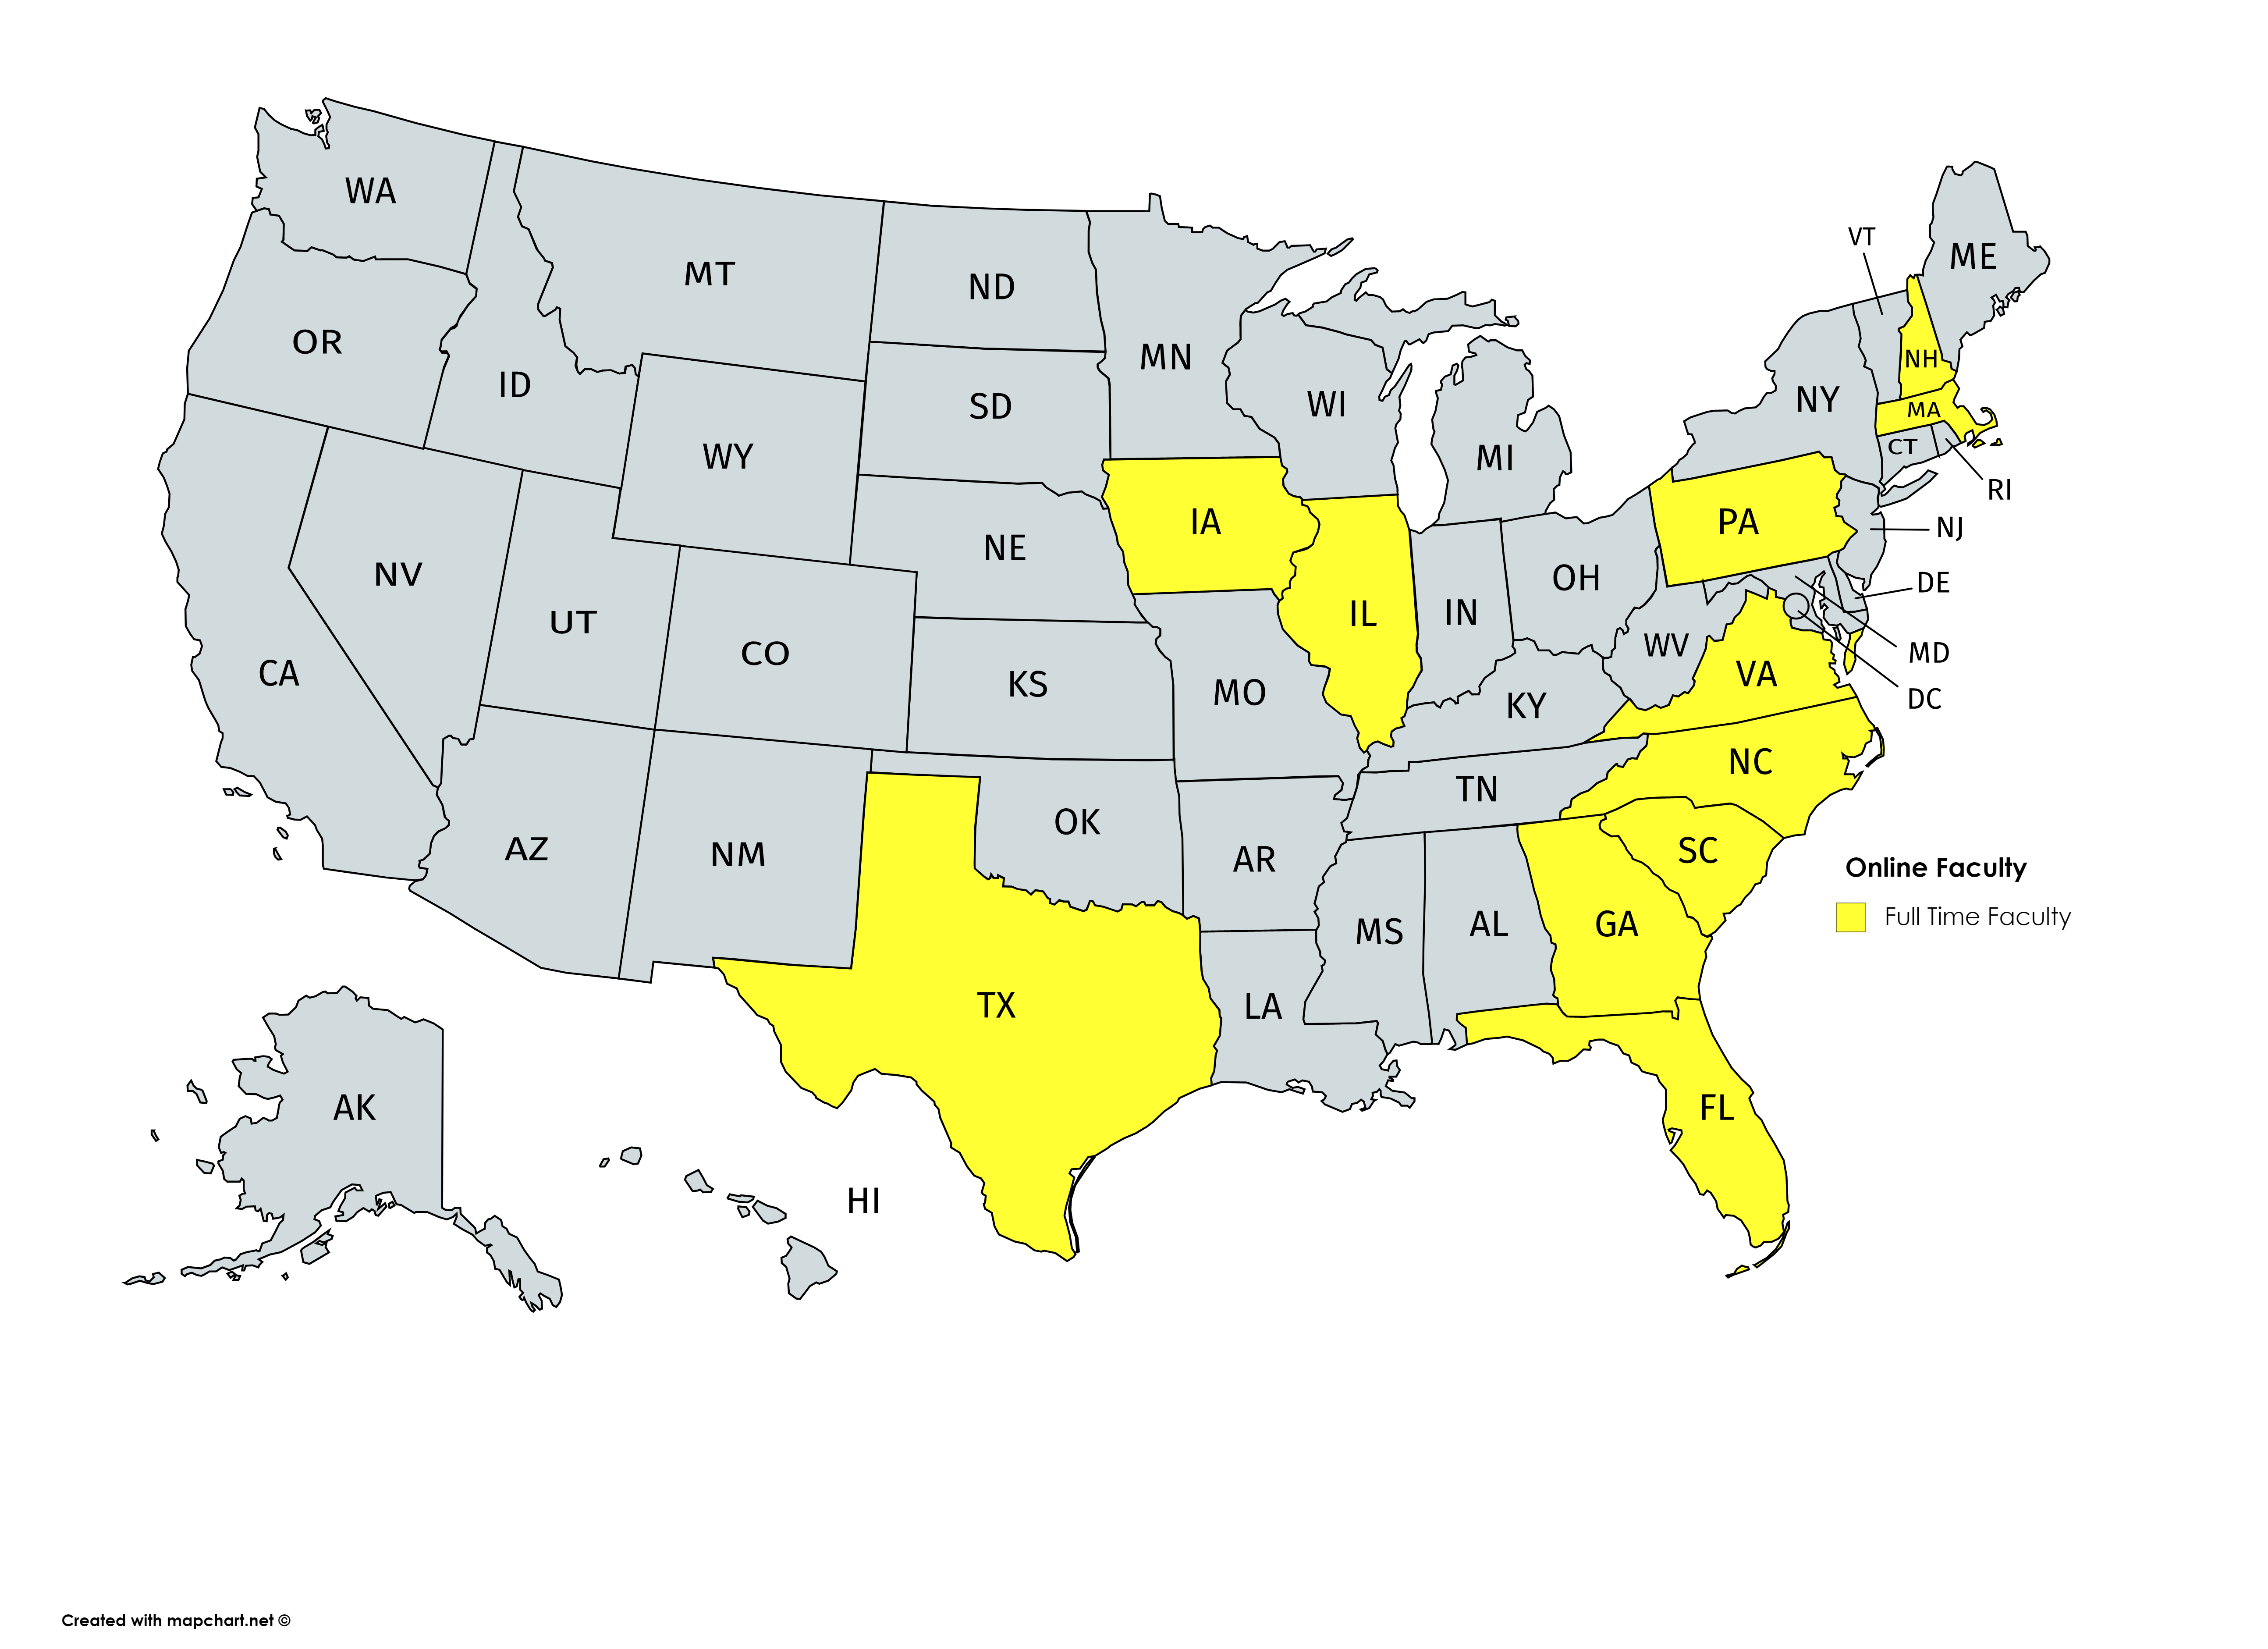 WA
MT
ND
MN
VT
ME
OR
ID
SD
WI
NY
NH
MA
CT
RI
WY
MI
IA
PA
NJ
NV
NE
OH
DE
UT
CO
IL
IN
WV
MD
CA
KS
MO
KY
VA
DC
NC
TN
AZ
NM
OK
AR
SC
Online Faculty
Full Time Faculty
MS
AL
GA
TX
LA
AK
FL
HI
Created with mapchart.net ©